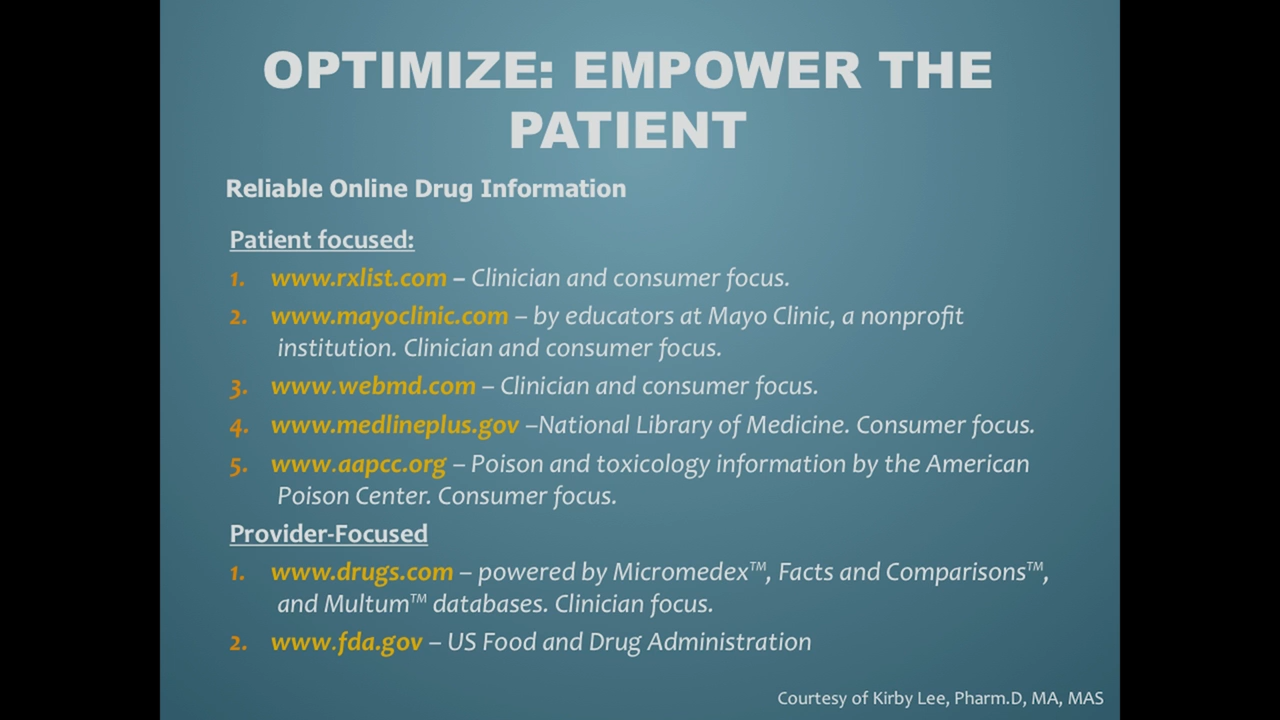 OPTIMIZE: EMPOWER THE
PATIENT
Reliable Online Drug Information
Patient focused:
1. www.rxlist.com – Clinician and consumer focus.
2. www.mayoclinic.com – by educators at Mayo Clinic, a nonprofit
institution. Clinician and consumer focus.
3. www.webmd.com – Clinician and consumer focus.
4. www.medlineplus.gov –National Library of Medicine. Consumer focus.
5. www.aapcc.org – Poison and toxicology information by the American
Poison Center. Consumer focus.
Provider-Focused
1. www.drugs.com – powered by Micromedex™, Facts and Comparisons™,
and Multum™ databases. Clinician focus.
2. www.fda.gov – US Food and Drug Administration
Courtesy of Kirby Lee, Pharm.D, MA, MAS